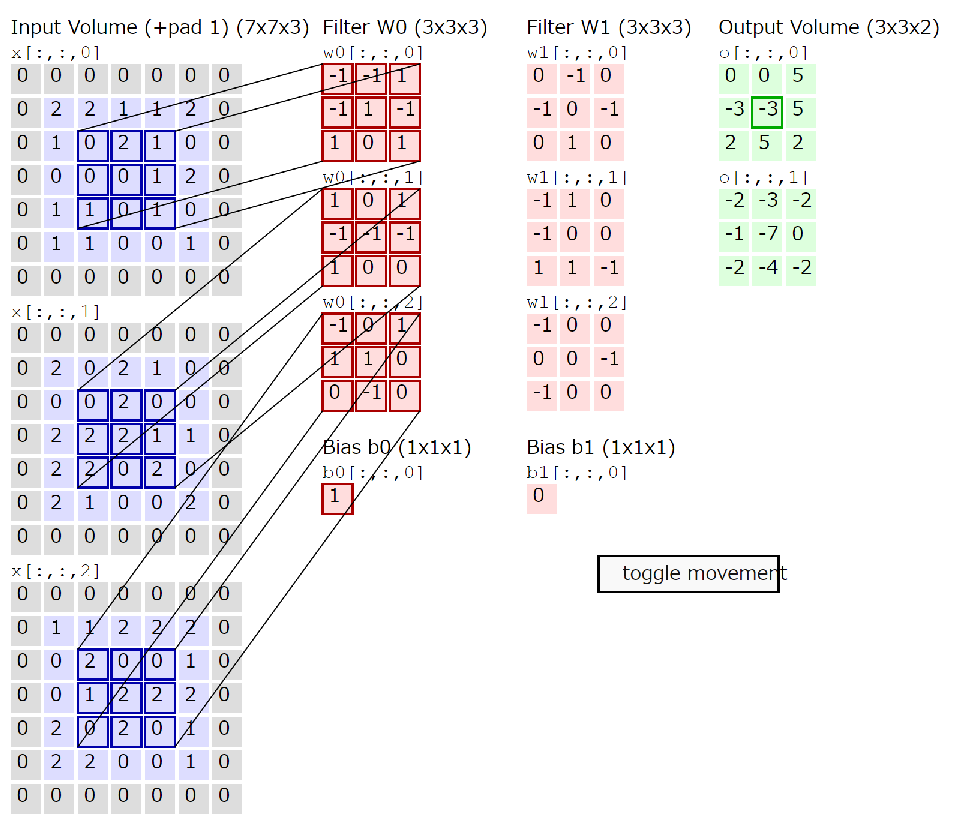 Input Volume (+pad 1) (7x7x3)
x[:,:,0]
0 0 0 0 0 0 0
0 2 2 1 1 2 0
0 1 0 2 1 0 0
0 0 0 0 1 2 0
0 1 1 0 1 0 0
0 1 1 0 0 1 0
0 0 0 0 0 0 0
x[:,:,1]
0 0 0 0 0 0 0
0 2 0 2 1 0 0
0 0 0 2 0 0 0
0 2 2 2 1 1 0
0 2 2 0 2 0 0
0 2 1 0 0 2 0
0 0 0 0 0 0 0
x[:,:,2]
0 0 0 0 0 0 0
0 1 1 2 2 2 0
0 0 2 0 0 1 0
0 0 1 2 2 2 0
0 2 0 2 0 1 0
0 2 2 0 0 1 0
0 0 0 0 0 0 0
Filter W0 (3x3x3)
w0[:,:,0]
-1 -1 1
-1 1 -1
1 0 1
w0[:,:,1]
1 0 1
-1 -1 -1
1 0 0
w0[:,:,2]
-1 0 1
1 1 0
0 -1 0
Bias b0 (1x1x1)
b0[:,:,0]
1
Filter W1 (3x3x3)
w1[:,:,0]
0 -1 0
-1 0 -1
0 1 0
w1[:,:,1]
-1 1 0
-1 0 0
1 1 -1
w1[:,:,2]
-1 0 0
0 0 -1
-1 0 0
Bias b1 (1x1x1)
b1[:,:,0]
0
Output Volume (3x3x2)
o[:,:,0]
0 0 5
-3 -3 5
2 5 2
o[:,:,1]
-2 -3 -2
-1 -7 0
-2 -4 -2
toggle movement